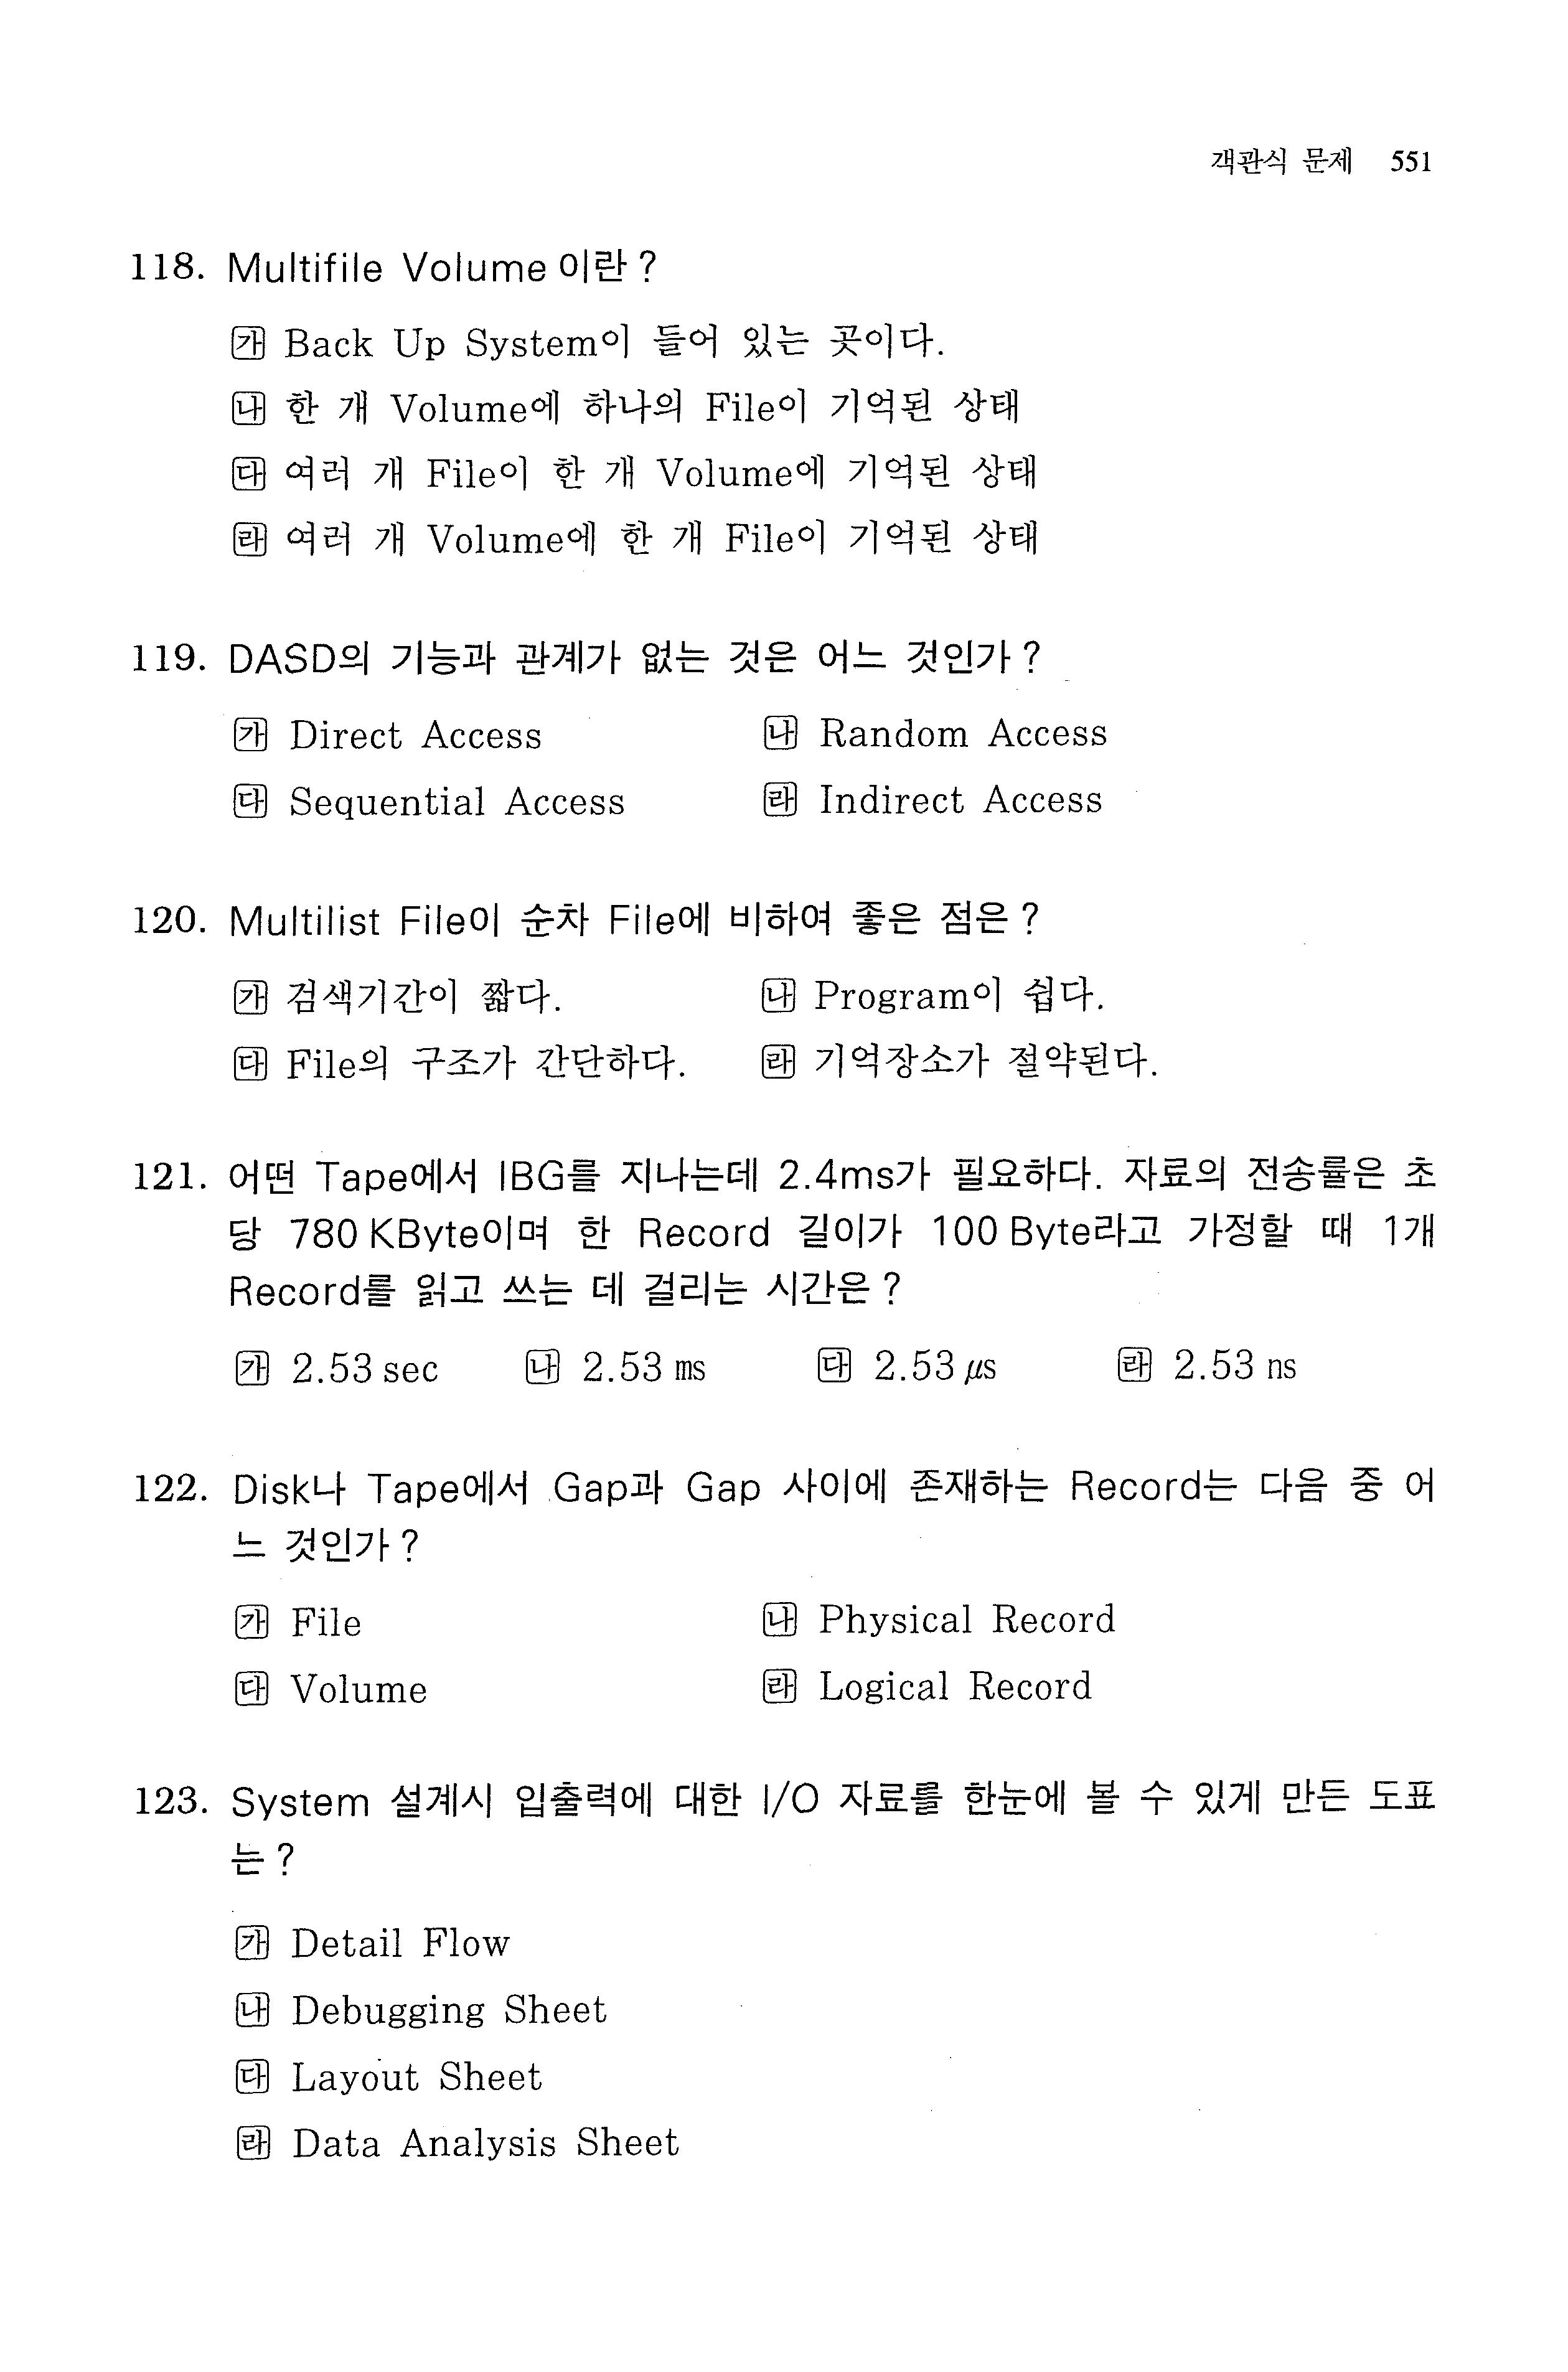 객관식 문제 551
118. Multifile Volume이란?
㉮ Back Up System이 들어 있는 곳이다.
㉯ 한 개 Volume에 하나의 File이 기억된 상태
㉰ 여러 개 File이 한 개 Volume에 기억된 상태
㉱ 여러 개 Volume에 한 개 File이 기억된 상태
119. DASD의 기능과 관계가 없는 것은 어느 것인가?
㉮ Direct Access ㉯ Random Access
㉰ Sequential Access ㉱ Indirect Access
120. Multilist File이 순차 File에 비하여 좋은 점은?
㉮ 검색기간이 짧다. ㉯ Program이 쉽다.
㉰ File의 구조가 간단하다. ㉱ 기억장소가 절약된다.
121. 어떤 Tape에서 IBG를 지나는데 2.4ms가 필요하다. 자료의 전송률은 초
당 780 KByte이며 한 Record 길이가 100 Byte라고 가정할 때 1개
Record를 읽고 쓰는 데 걸리는 시간은?
㉮ 2.53 sec ㉯ 2.53 ms ㉰ 2.53 μs ㉱ 2.53 ns
122. Disk나 Tape에서 Gap과 Gap 사이에 존재하는 Record는 다음 중 어
느 것인가?
㉮ File ㉯ Physical Record
㉰ Volume ㉱ Logical Record
123. System 설계시 입출력에 대한 I/O 자료를 한눈에 볼 수 있게 만든 도표
는?
㉮ Detail Flow
㉯ Debugging Sheet
㉰ Layout Sheet
㉱ Data Analysis Sheet